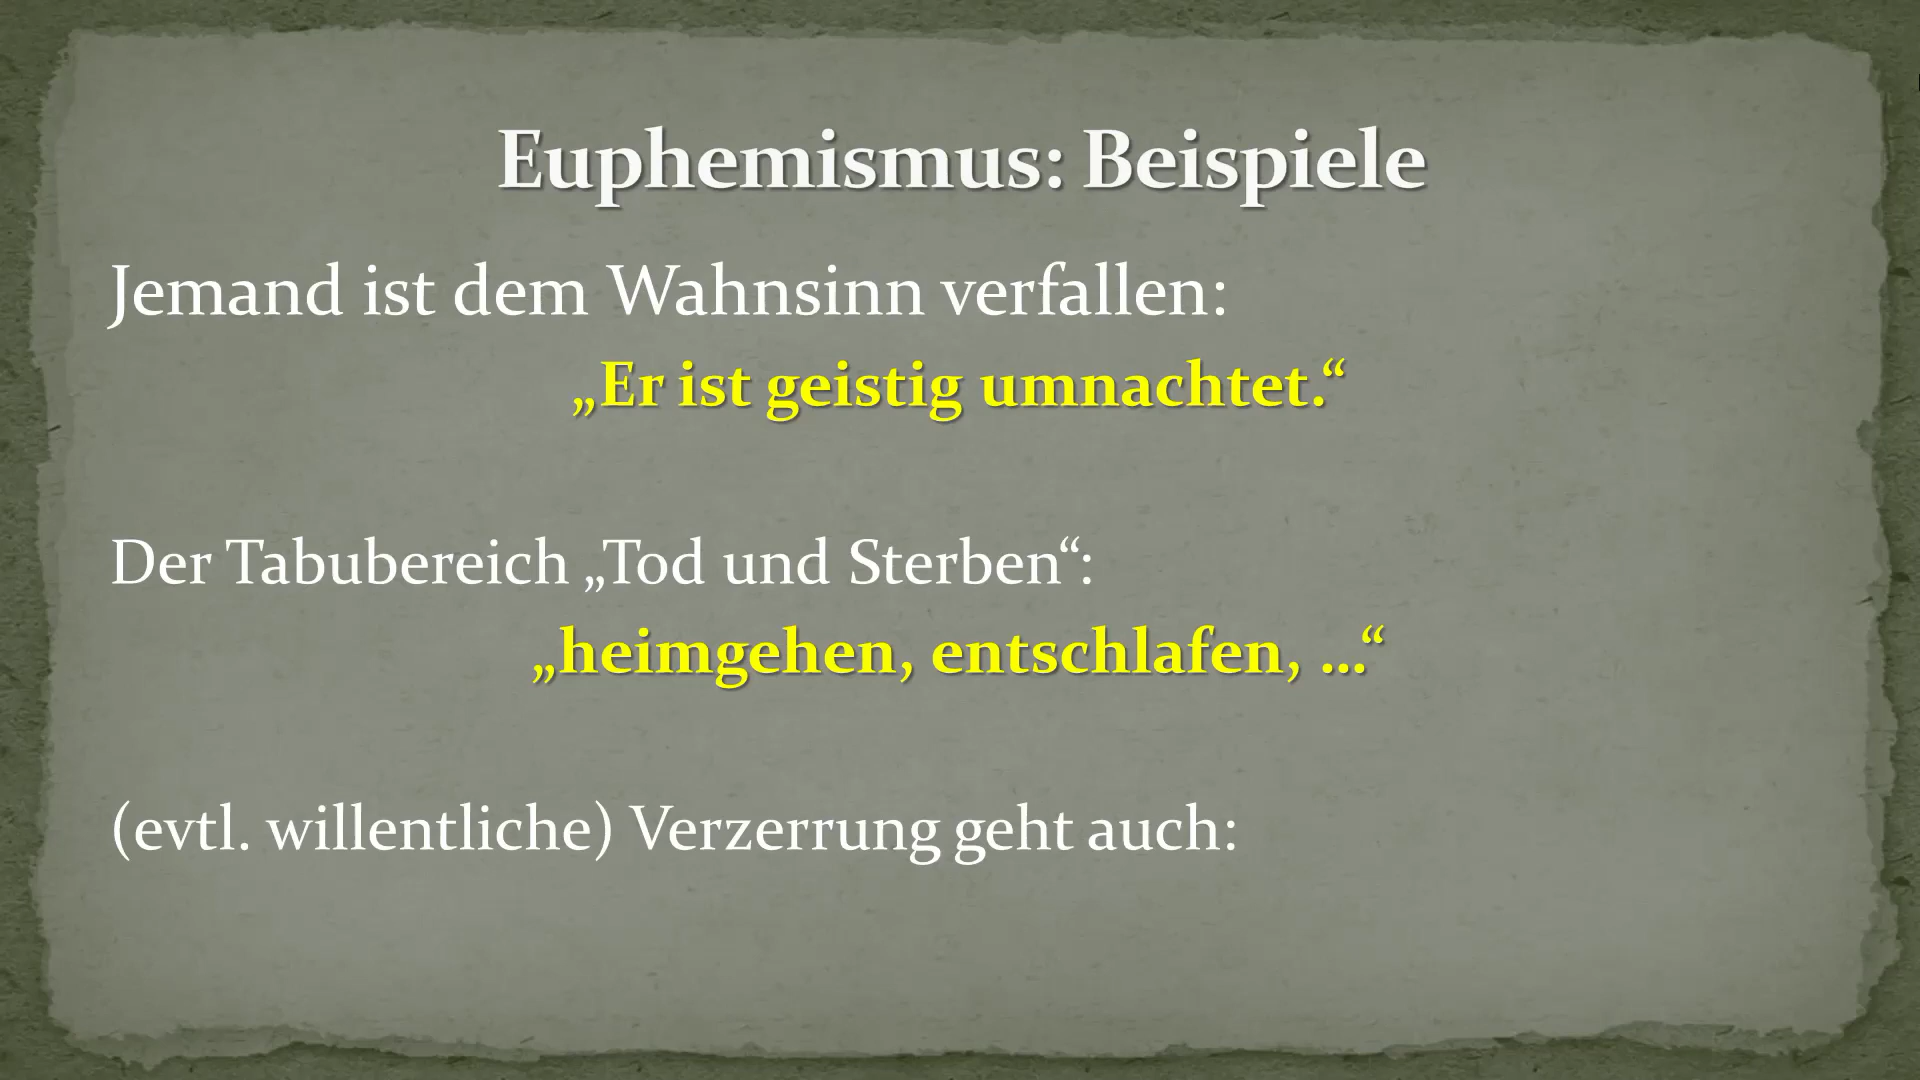 Euphemismus: Beispiele
Jemand ist dem Wahnsinn verfallen:
„Er ist geistig umnachtet.“
Der Tabubereich „Tod und Sterben“:
„heimgehen, entschlafen, …“
(evtl. willentliche) Verzerrung geht auch: